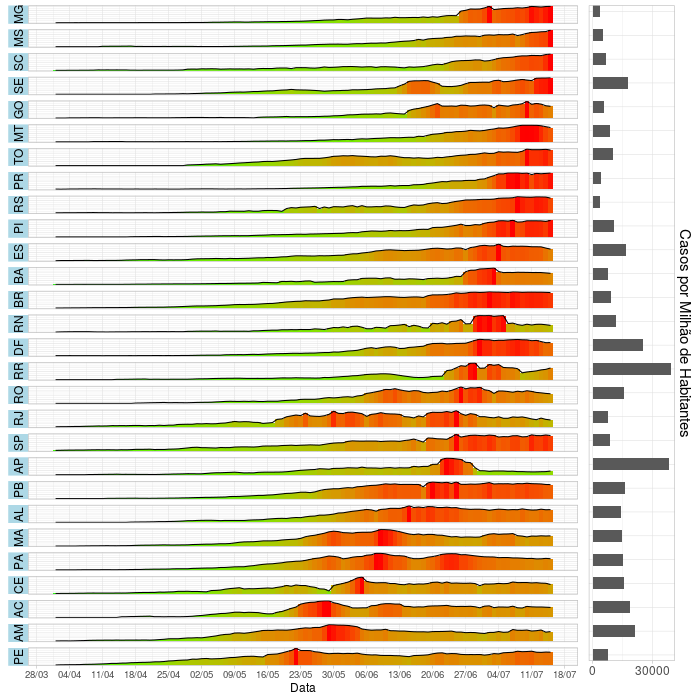 MG
MS
SC
SE
GO
MT
TO
PR
RS
PI
ES
BA
BR
RN
DF
RR
RO
RJ
SP
AP
PB
AL
MA
PA
CE
AC
AM
PE
28/03 04/04 11/04 18/04 25/04 02/05 09/05 16/05 23/05 30/05 06/06 13/06 20/06 27/06 04/07 11/07 18/07
Data
0 30000
Casos por Milhão de Habitantes